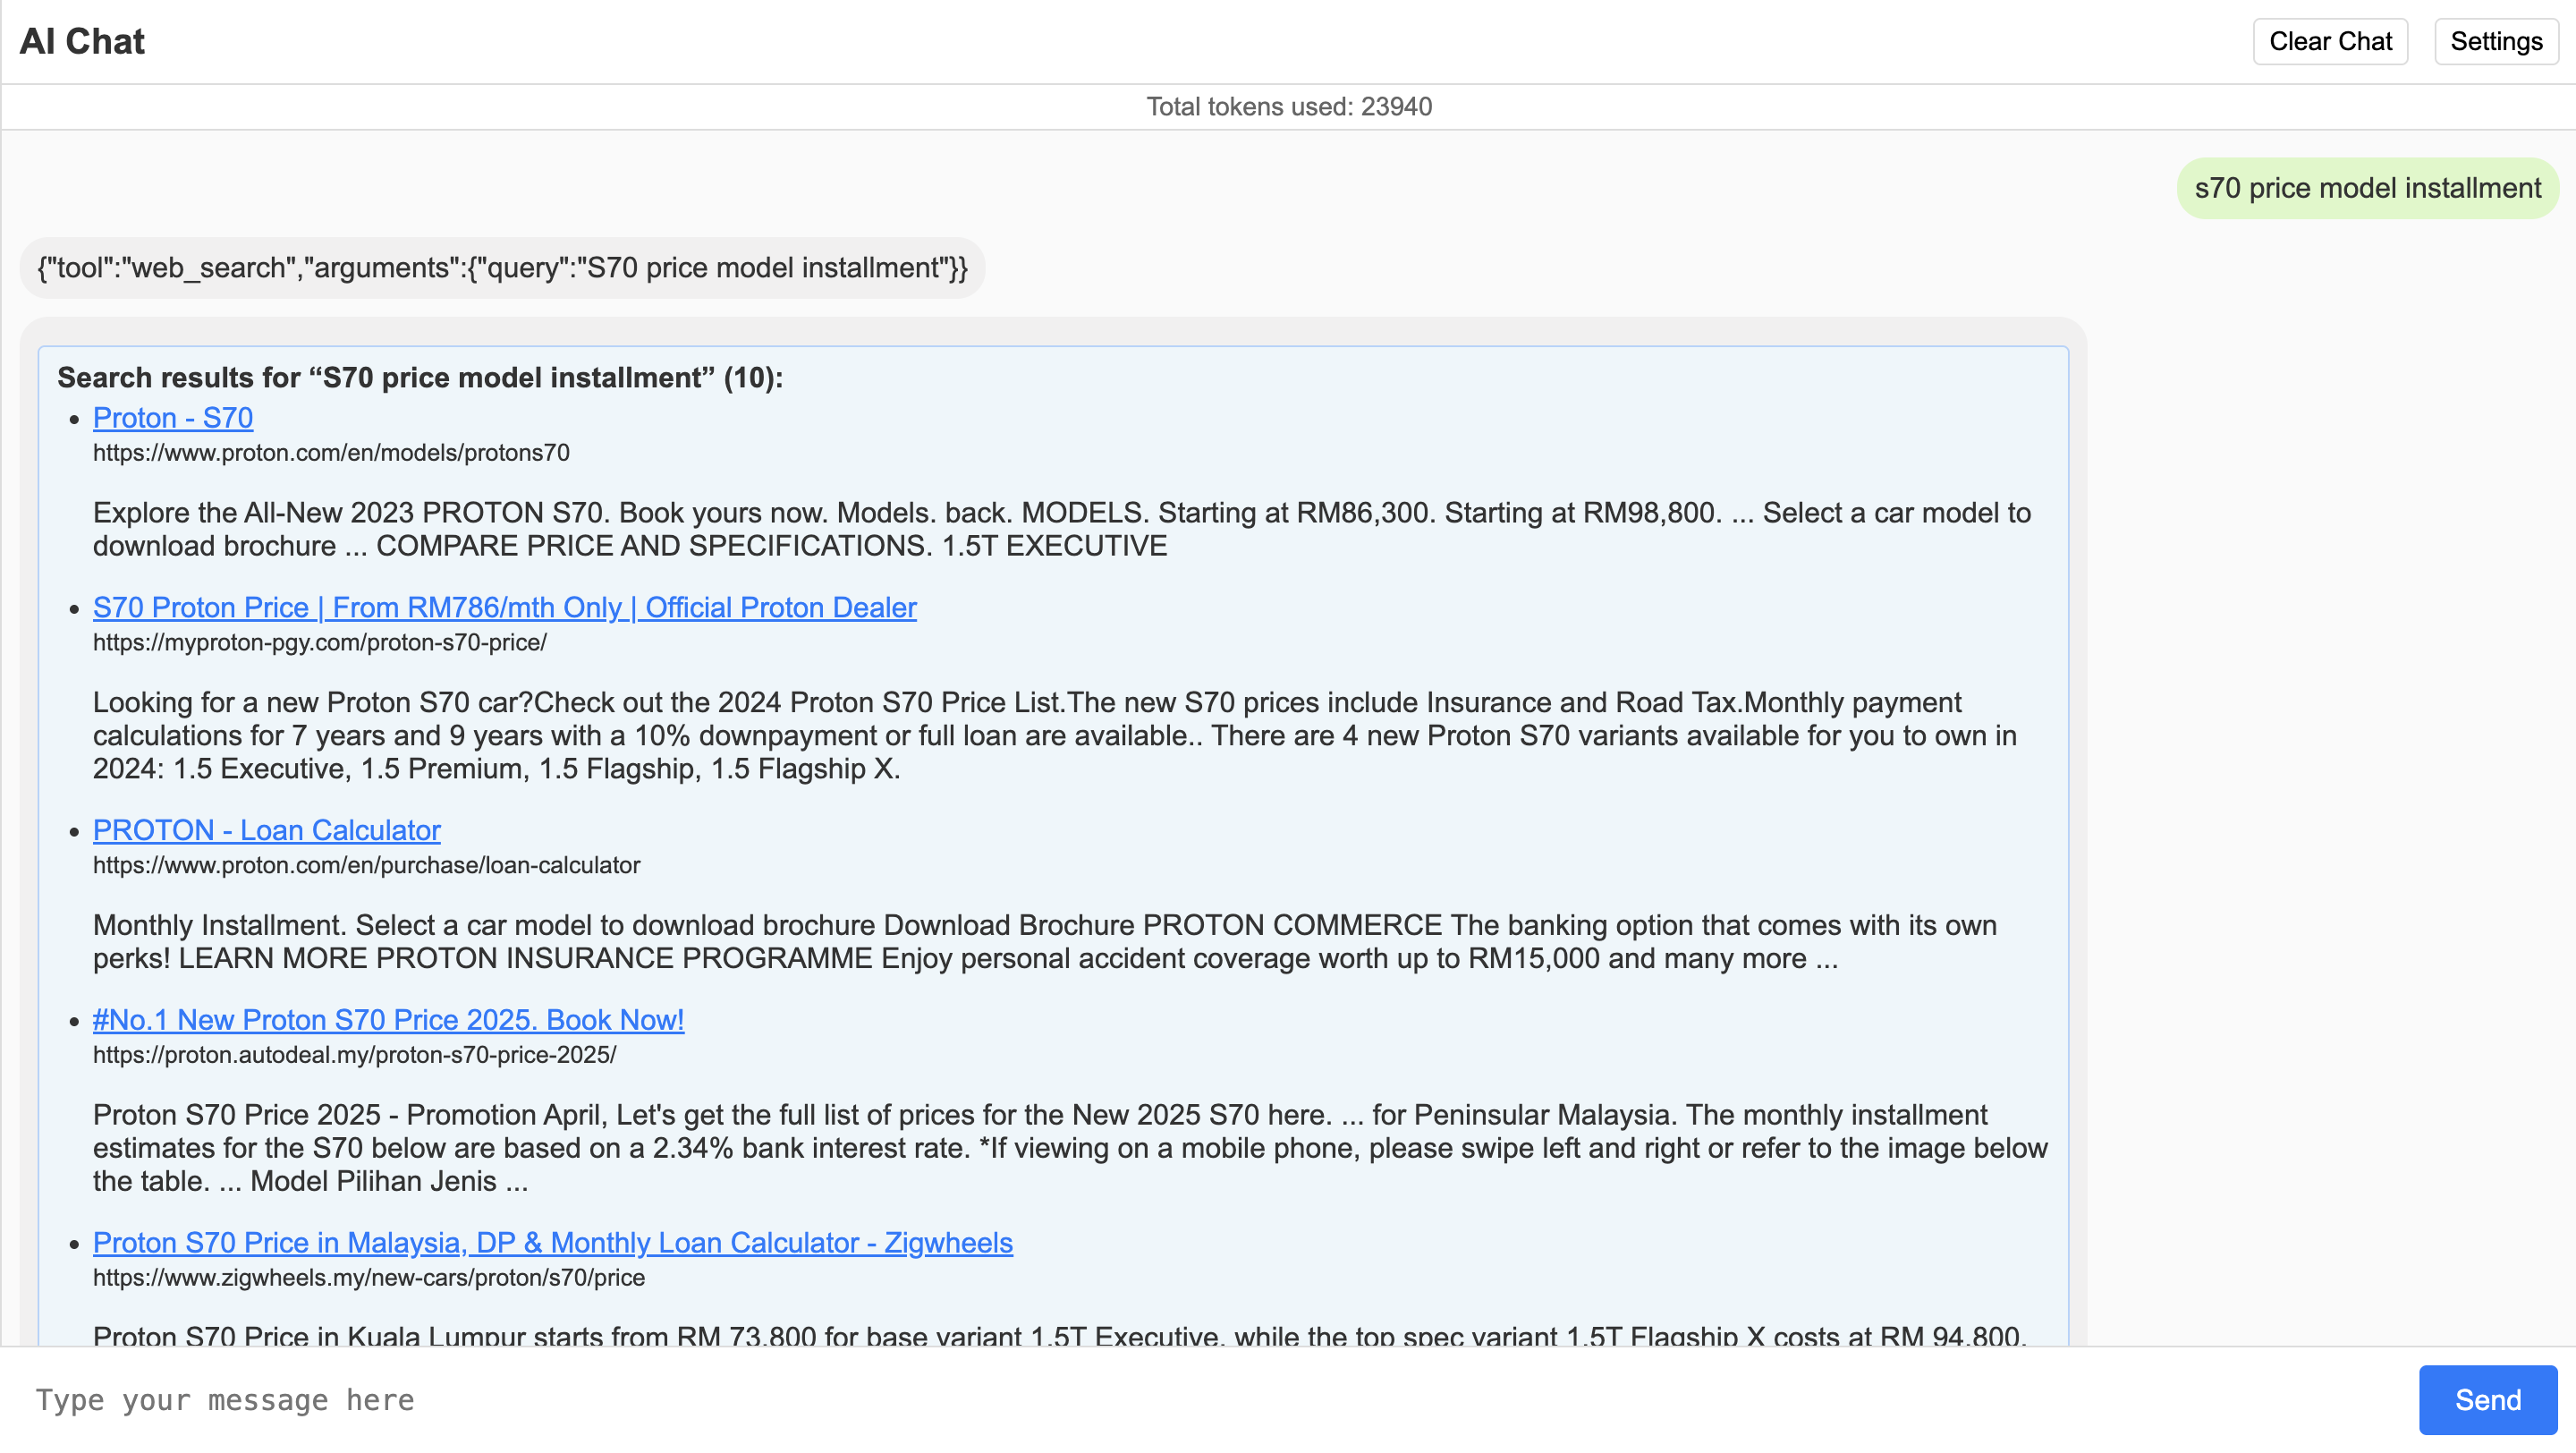 AI Chat
Clear Chat
Settings
Total tokens used: 23940
s70 price model installment
{"tool":"web_search","arguments":{"query":"S70 price model installment"}}
Search results for “S70 price model installment” (10):
• Proton - S70
https://www.proton.com/en/models/protons70
Explore the All-New 2023 PROTON S70. Book yours now. Models. back. MODELS. Starting at RM86,300. Starting at RM98,800. ... Select a car model to
download brochure ... COMPARE PRICE AND SPECIFICATIONS. 1.5T EXECUTIVE
• S70 Proton Price | From RM786/mth Only | Official Proton Dealer
https://myproton-pgy.com/proton-s70-price/
Looking for a new Proton S70 car?Check out the 2024 Proton S70 Price List.The new S70 prices include Insurance and Road Tax.Monthly payment
calculations for 7 years and 9 years with a 10% downpayment or full loan are available.. There are 4 new Proton S70 variants available for you to own in
2024: 1.5 Executive, 1.5 Premium, 1.5 Flagship, 1.5 Flagship X.
• PROTON - Loan Calculator
https://www.proton.com/en/purchase/loan-calculator
Monthly Installment. Select a car model to download brochure Download Brochure PROTON COMMERCE The banking option that comes with its own
perks! LEARN MORE PROTON INSURANCE PROGRAMME Enjoy personal accident coverage worth up to RM15,000 and many more ...
• #No.1 New Proton S70 Price 2025. Book Now!
https://proton.autodeal.my/proton-s70-price-2025/
Proton S70 Price 2025 - Promotion April, Let's get the full list of prices for the New 2025 S70 here. ... for Peninsular Malaysia. The monthly installment
estimates for the S70 below are based on a 2.34% bank interest rate. *If viewing on a mobile phone, please swipe left and right or refer to the image below
the table. ... Model Pilihan Jenis ...
• Proton S70 Price in Malaysia, DP & Monthly Loan Calculator - Zigwheels
https://www.zigwheels.my/new-cars/proton/s70/price
Proton S70 Price in Kuala Lumpur starts from RM 73,800 for base variant 1.5T Executive, while the top spec variant 1.5T Flagship X costs at RM 94,800.
Type your message here
Send